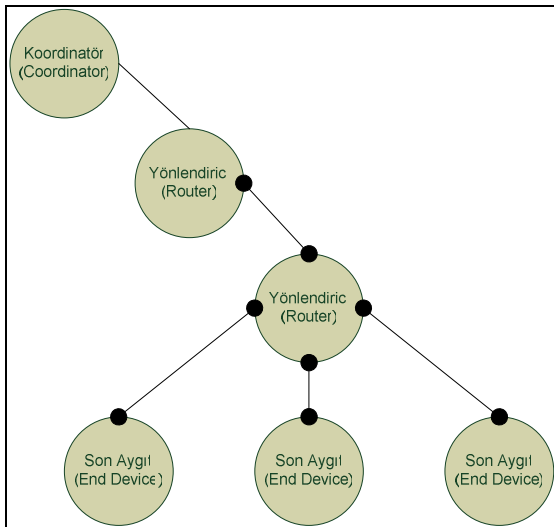 Koordinatör
(Coordinator)
Yönlendiric
(Router)
Yönlendiric
(Router)
Son Aygıt
(End Device)
Son Aygıt
(End Device)
Son Aygıt
(End Device)